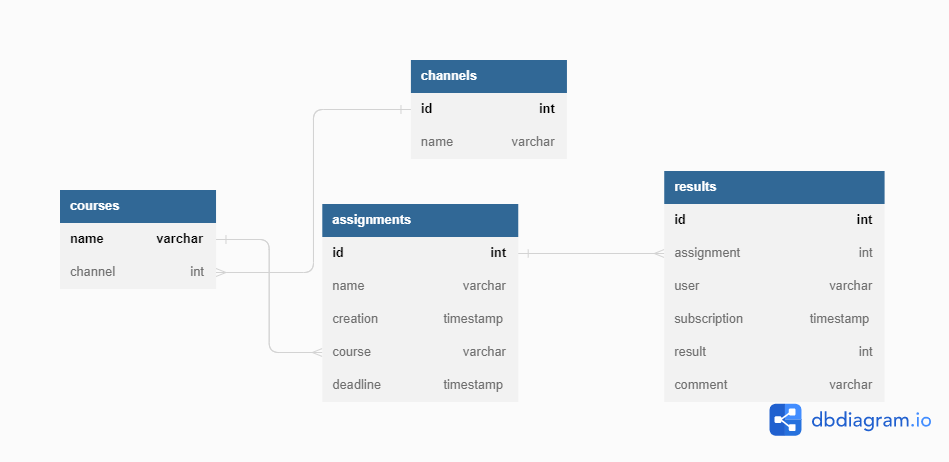 channels
id int
name varchar
courses
name varchar
channel int
assignments
id int
name varchar
creation timestamp
course varchar
deadline timestamp
results
id int
assignment int
user varchar
subscription timestamp
result int
comment varchar
dbdiagram.io